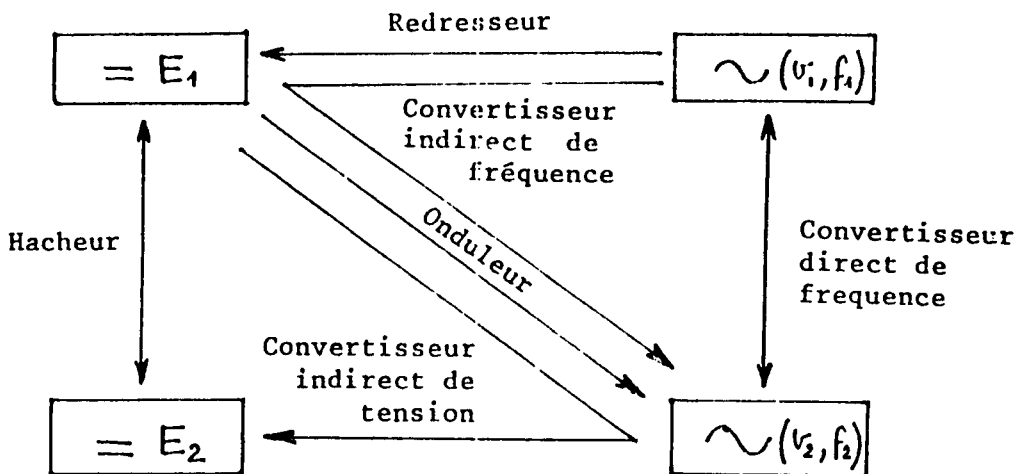 Redresseur
= E₁
∼ (v₁, f₁)
Convertisseur
indirect de
fréquence
Hacheur
Onduleur
Convertisseur
direct de
frequence
Convertisseur
indirect de
tension
= E₂
∼ (v₂, f₂)